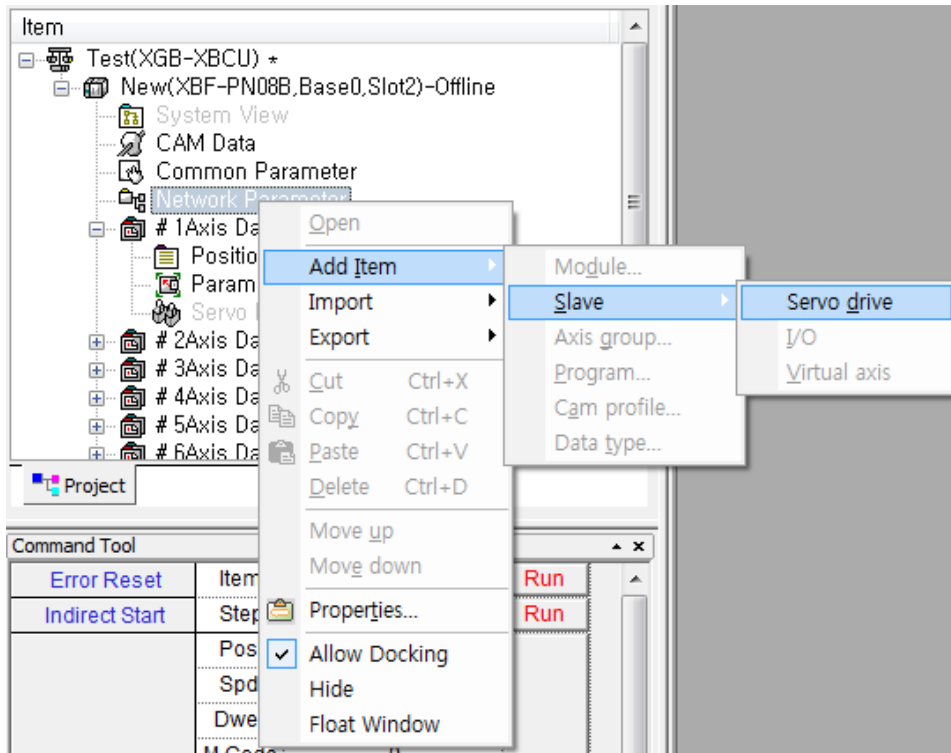 Item
Test(XGB-XBCU) *
New(XBF-PN08B,Base0,Slot2)-Offline
System View
CAM Data
Common Parameter
Network Parameter
# 1Axis Da
Positio
Param
Servo
# 2Axis Da
# 3Axis Da
# 4Axis Da
# 5Axis Da
# 6Axis Da
Project
Open
Add Item
Import
Export
Cut Ctrl+X
Copy Ctrl+C
Paste Ctrl+V
Delete Ctrl+D
Move up
Move down
Properties...
Allow Docking
Hide
Float Window
Module...
Slave
Axis group...
Program...
Cam profile...
Data type...
Servo drive
I/O
Virtual axis
Command Tool
Error Reset Item Run
Indirect Start Step Run
Pos
Spd
Dwe
M Code